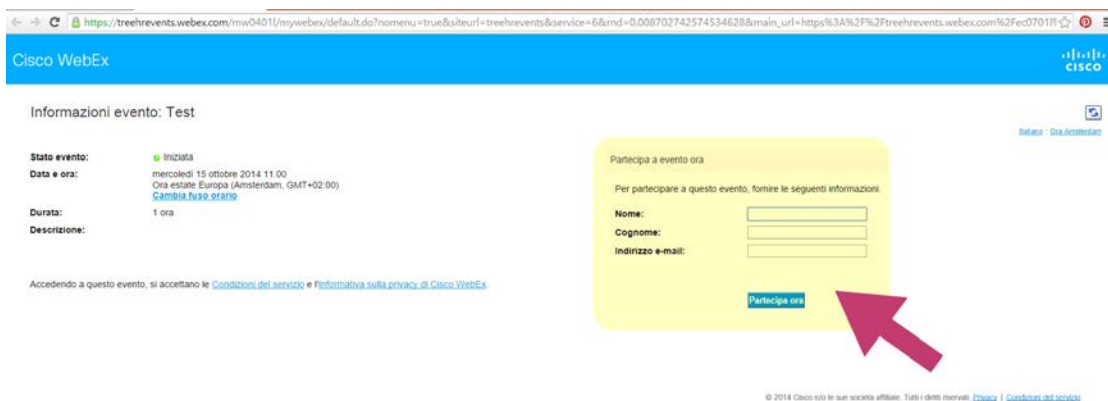 https://treehrevents.webex.com/mw0401l/mywebex/default.do?nomenu=true&siteurl=treehrevents&service=6&rnd=0.008702742574534628&main_url=https%3A%2F%2Ftreehrevents.webex.com%2Fec0701l
Cisco WebEx
CISCO
Informazioni evento: Test
Italiano : Ora Amsterdam
Stato evento: Iniziata
Data e ora: mercoledì 15 ottobre 2014 11.00
Ora estate Europa (Amsterdam, GMT+02:00)
Cambia fuso orario
Durata: 1 ora
Descrizione:
Accedendo a questo evento, si accettano le Condizioni del servizio e l'Informativa sulla privacy di Cisco WebEx.
Partecipa a evento ora
Per partecipare a questo evento, fornire le seguenti informazioni.
Nome:
Cognome:
Indirizzo e-mail:
Partecipa ora
© 2014 Cisco e/o le sue società affiliate. Tutti i diritti riservati. Privacy | Condizioni del servizio